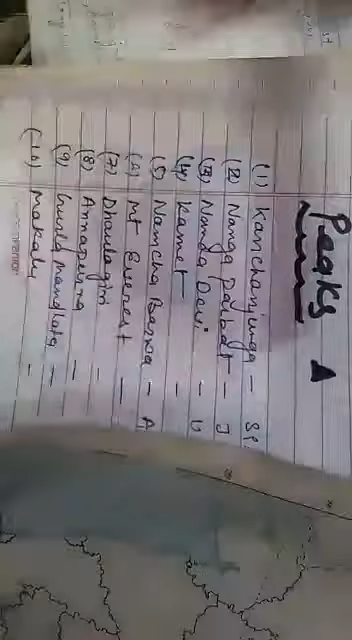 Peaks
(1) Kanchanjunga -
(2) Nanga Parbat - J
(3) Nanda Devi - U
(4) Kamet -
(5) Namcha Barwa - A
(6) Mt Everest -
(7) Dhaulagiri -
(8) Annapurna -
(9) Gurla Mandhata -
(10) Makalu -